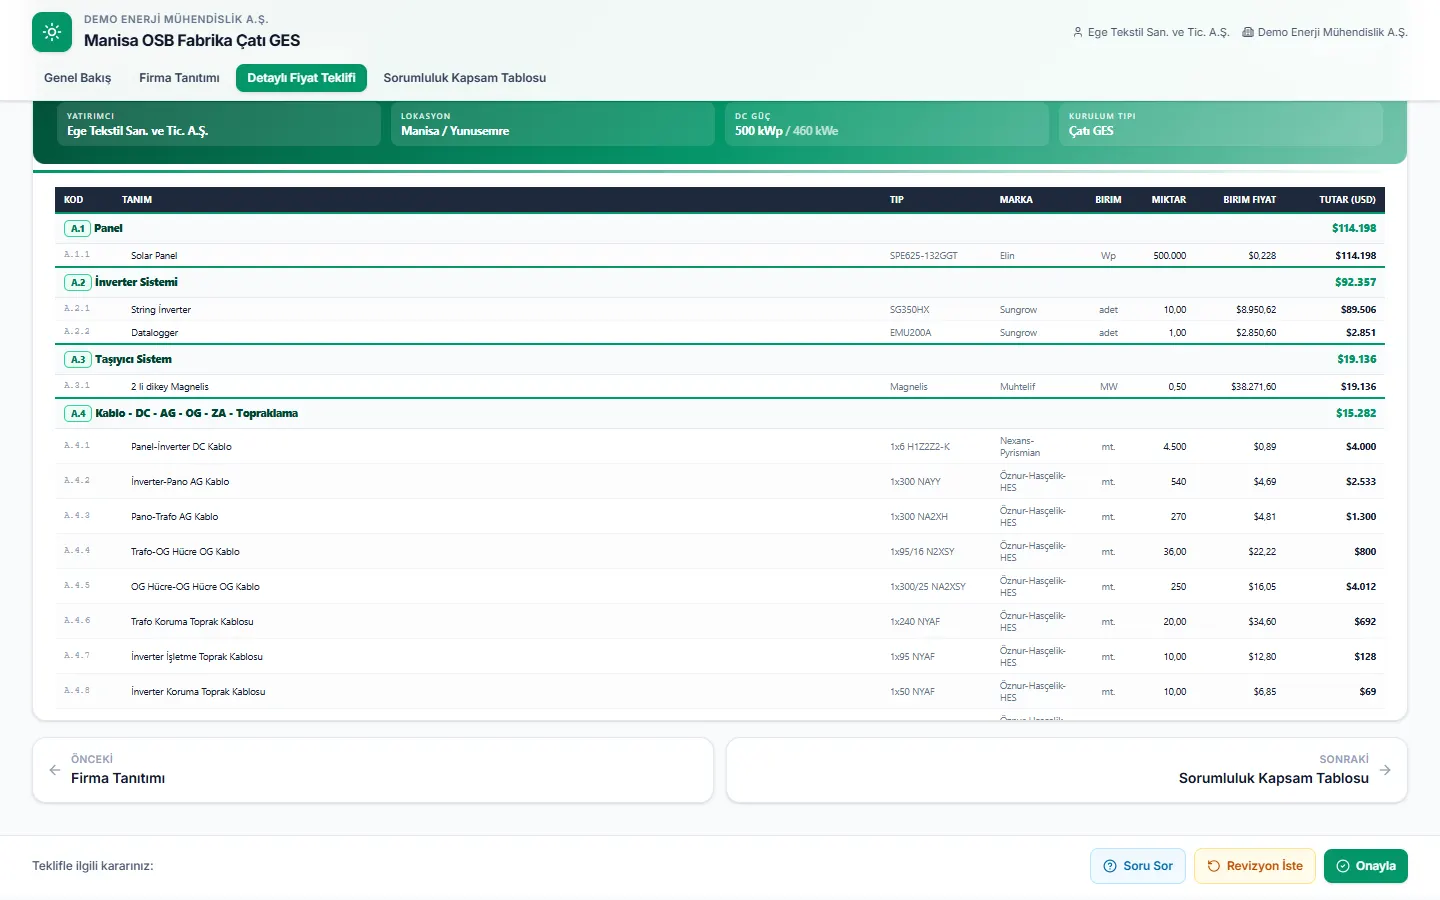 DEMO ENERJİ MÜHENDİSLİK A.Ş.
Manisa OSB Fabrika Çatı GES
Ege Tekstil San. ve Tic. A.Ş. Demo Enerji Mühendislik A.Ş.
Genel Bakış Firma Tanıtımı Detaylı Fiyat Teklifi Sorumluluk Kapsam Tablosu
YATIRIMCI LOKASYON DC GÜÇ KURULUM TIPI
Ege Tekstil San. ve Tic. A.Ş. Manisa / Yunusemre 500 kWp / 460 kWe Çatı GES
KOD TANIM TIP MARKA BIRIM MIKTAR BIRIM FIYAT TUTAR (USD)
A.1 Panel $114.198
A.1.1 Solar Panel SPE625-132GGT Elin Wp 500.000 $0,228 $114.198
A.2 İnverter Sistemi $92.357
A.2.1 String İnverter SG350HX Sungrow adet 10,00 $8.950,62 $89.506
A.2.2 Datalogger EMU200A Sungrow adet 1,00 $2.850,60 $2.851
A.3 Taşıyıcı Sistem $19.136
A.3.1 2 li dikey Magnelis Magnelis Muhtelif MW 0,50 $38.271,60 $19.136
A.4 Kablo - DC - AG - OG - ZA - Topraklama $15.282
A.4.1 Panel-İnverter DC Kablo 1x6 H1Z2Z2-K Nexans-Pyrismian mt. 4.500 $0,89 $4.000
A.4.2 İnverter-Pano AG Kablo 1x300 NAYY Öznur-Hasçelik-HES mt. 540 $4,69 $2.533
A.4.3 Pano-Trafo AG Kablo 1x300 NA2XH Öznur-Hasçelik-HES mt. 270 $4,81 $1.300
A.4.4 Trafo-OG Hücre OG Kablo 1x95/16 N2XSY Öznur-Hasçelik-HES mt. 36,00 $22,22 $800
A.4.5 OG Hücre-OG Hücre OG Kablo 1x300/25 NA2XSY Öznur-Hasçelik-HES mt. 250 $16,05 $4.012
A.4.6 Trafo Koruma Toprak Kablosu 1x240 NYAF Öznur-Hasçelik-HES mt. 20,00 $34,60 $692
A.4.7 İnverter İşletme Toprak Kablosu 1x95 NYAF Öznur-Hasçelik-HES mt. 10,00 $12,80 $128
A.4.8 İnverter Koruma Toprak Kablosu 1x50 NYAF Öznur-Hasçelik-HES mt. 10,00 $6,85 $69
ÖNCEKİ
Firma Tanıtımı
SONRAKİ
Sorumluluk Kapsam Tablosu
Teklifle ilgili kararınız:
Soru Sor Revizyon İste Onayla